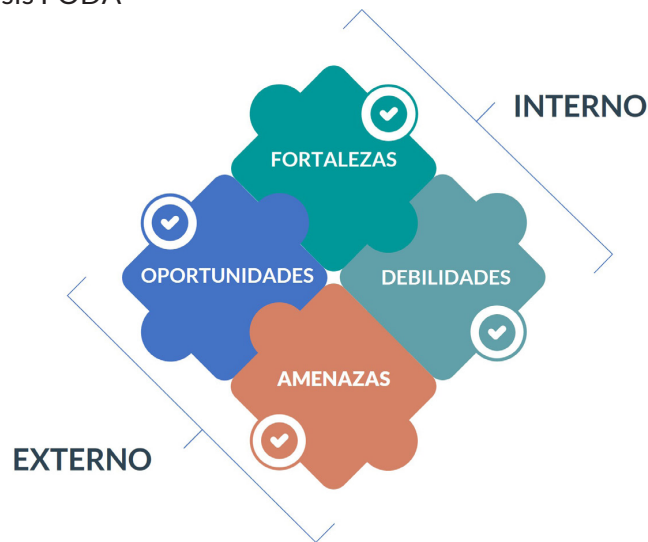 INTERNO
FORTALEZAS
OPORTUNIDADES
DEBILIDADES
AMENAZAS
EXTERNO